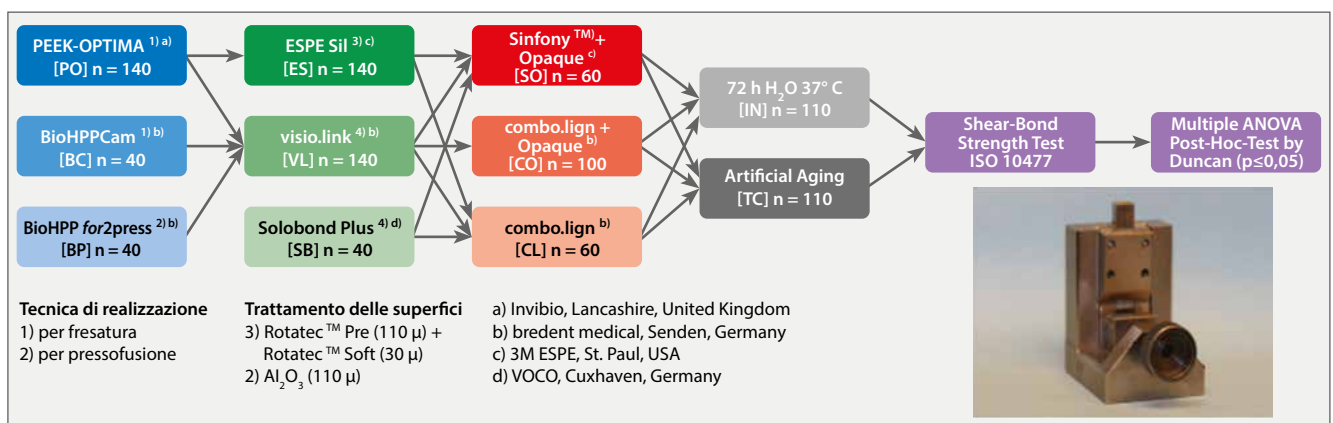 PEEK-OPTIMA 1) a)
[PO] n = 140
BioHPPCam 1) b)
[BC] n = 40
BioHPP for2press 2) b)
[BP] n = 40
ESPE Sil 3) c)
[ES] n = 140
visio.link 4) b)
[VL] n = 140
Solobond Plus 4) d)
[SB] n = 40
Sinfony TM)+
Opaque c)
[SO] n = 60
combo.lign +
Opaque b)
[CO] n = 100
combo.lign b)
[CL] n = 60
72 h H2O 37° C
[IN] n = 110
Artificial Aging
[TC] n = 110
Shear-Bond
Strength Test
ISO 10477
Multiple ANOVA
Post-Hoc-Test by
Duncan (p≤0,05)
Tecnica di realizzazione
1) per fresatura
2) per pressofusione
Trattamento delle superfici
3) Rotatec TM Pre (110 µ) +
Rotatec TM Soft (30 µ)
2) Al2O3 (110 µ)
a) Invibio, Lancashire, United Kingdom
b) bredent medical, Senden, Germany
c) 3M ESPE, St. Paul, USA
d) VOCO, Cuxhaven, Germany